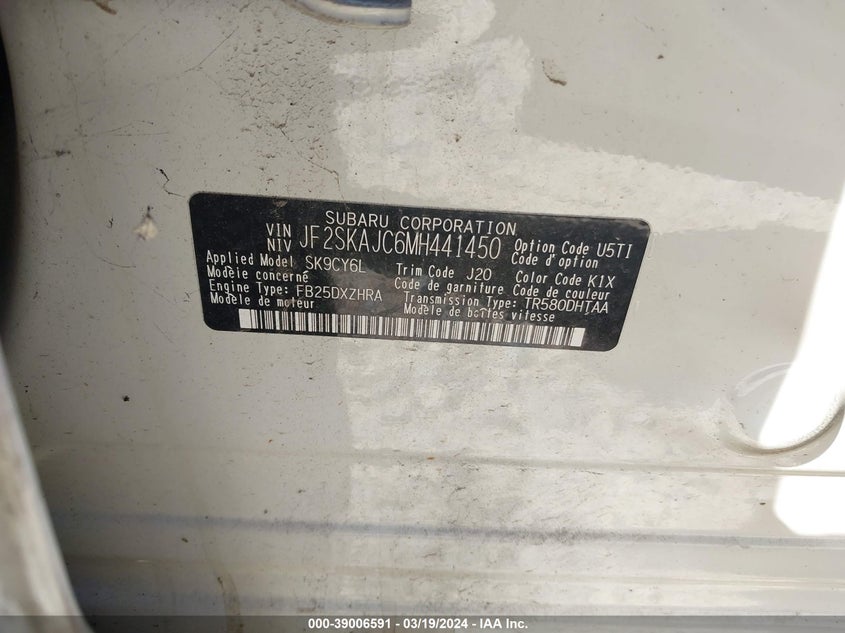 SUBARU CORPORATION
VIN NIV JF2SKAJC6MH441450 Option Code U5TI
Code d'option
Applied Model SK9CY6L Trim Code J20 Color Code K1X
Modèle concerné Code de garniture Code de couleur
Engine Type: FB25DXZHRA Transmission Type: TR580DHTAA
Modèle de moteur Modèle de boîtes vitesse
000-39006591 - 03/19/2024 - IAA Inc.